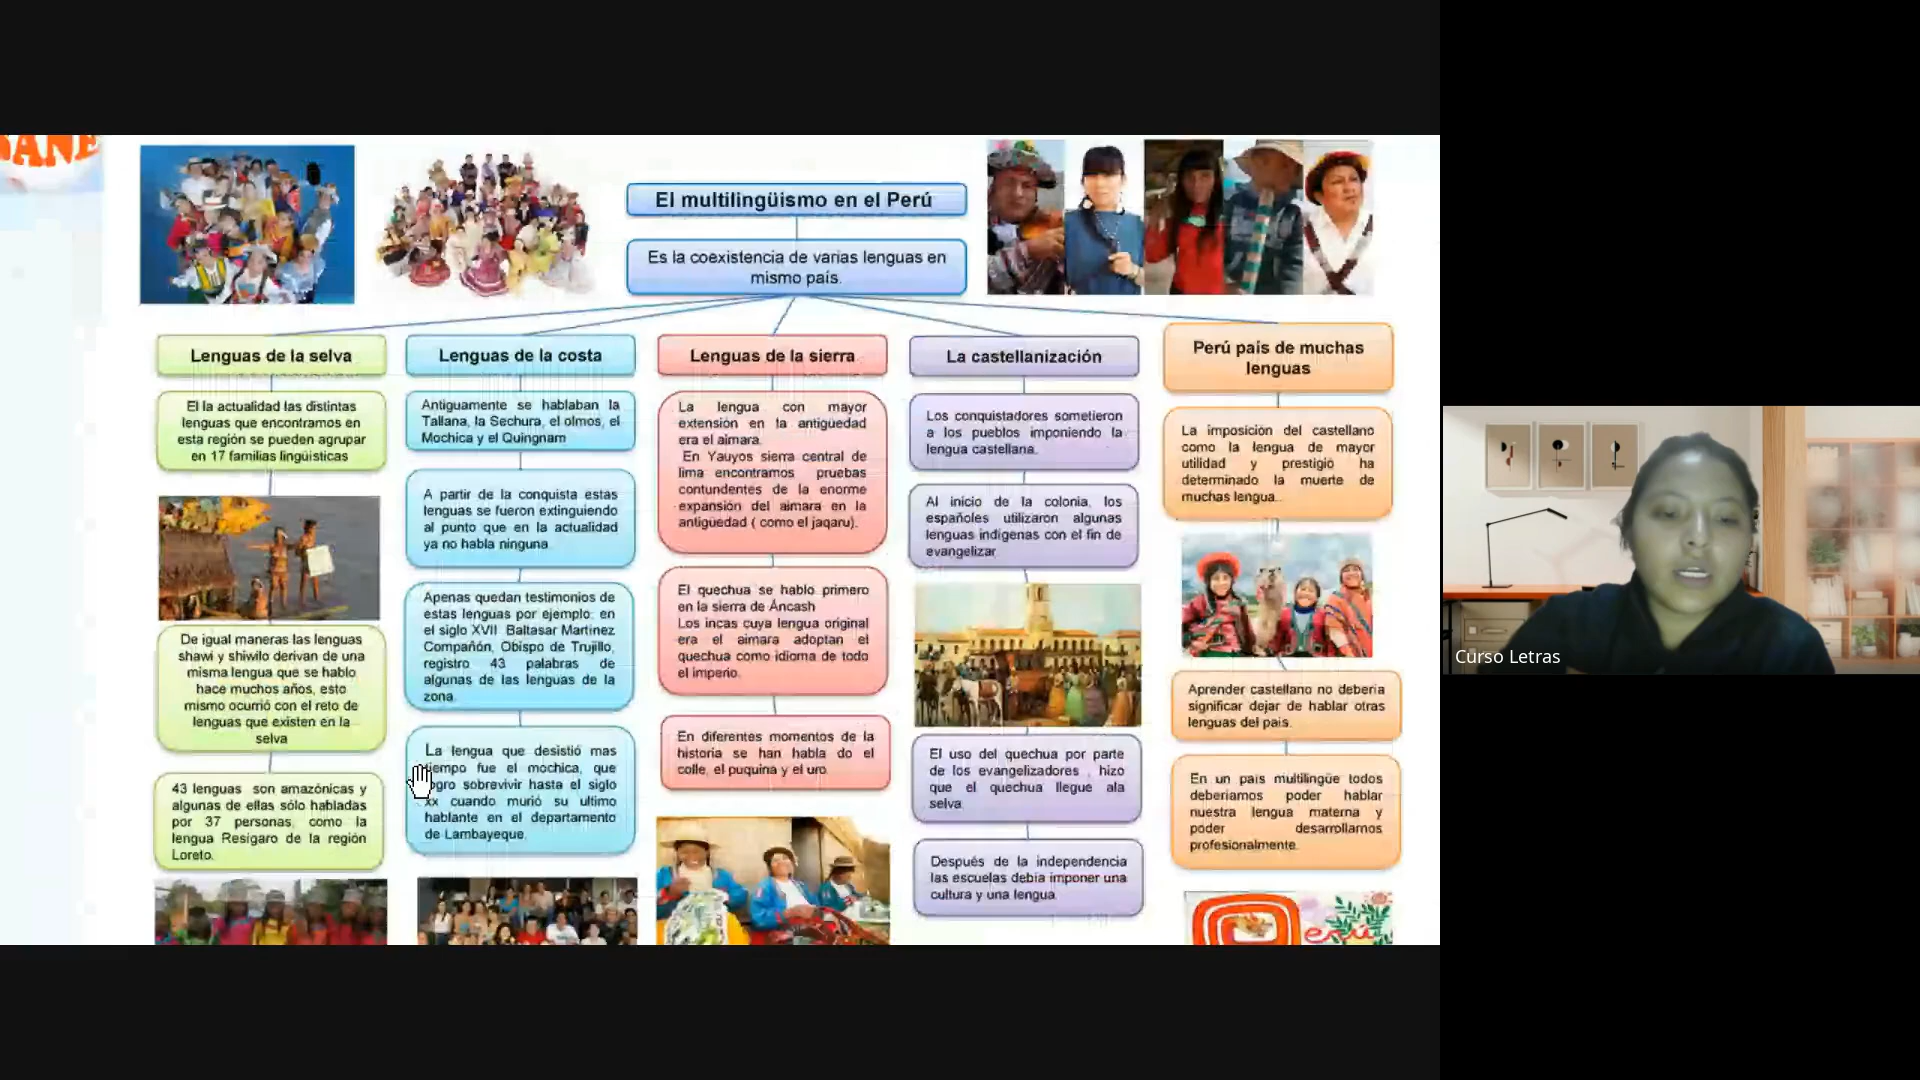 El multilingüismo en el Perú
Es la coexistencia de varias lenguas en
mismo país.
Lenguas de la selva
El la actualidad las distintas
lenguas que encontramos en
esta región se pueden agrupar
en 17 familias lingüísticas
De igual maneras las lenguas
shawi y shiwilo derivan de una
misma lengua que se hablo
hace muchos años, esto
mismo ocurrió con el reto de
lenguas que existen en la
selva
43 lenguas son amazónicas y
algunas de ellas sólo habladas
por 37 personas, como la
lengua Resígaro de la región
Loreto.
Lenguas de la costa
Antiguamente se hablaban la
Tallana, la Sechura, el olmos, el
Mochica y el Quingnam
A partir de la conquista estas
lenguas se fueron extinguiendo
al punto que en la actualidad
ya no habla ninguna
Apenas quedan testimonios de
estas lenguas por ejemplo: en
el siglo XVII Baltasar Martínez
Compañón, Obispo de Trujillo,
registro 43 palabras de
algunas de las lenguas de la
zona.
La lengua que desistió mas
tiempo fue el mochica, que
logro sobrevivir hasta el siglo
xx cuando murió su ultimo
hablante en el departamento
de Lambayeque.
Lenguas de la sierra
La lengua con mayor
extensión en la antigüedad
era el aimara.
En Yauyos sierra central de
lima encontramos pruebas
contundentes de la enorme
expansión del aimara en la
antigüedad ( como el jaqaru).
El quechua se hablo primero
en la sierra de Áncash
Los incas cuya lengua original
era el aimara adoptan el
quechua como idioma de todo
el imperio.
En diferentes momentos de la
historia se han habla do el
colle, el puquina y el uro.
La castellanización
Los conquistadores sometieron
a los pueblos imponiendo la
lengua castellana.
Al inicio de la colonia, los
españoles utilizaron algunas
lenguas indígenas con el fin de
evangelizar
El uso del quechua por parte
de los evangelizadores , hizo
que el quechua llegue ala
selva
Después de la independencia
las escuelas debía imponer una
cultura y una lengua.
Perú país de muchas
lenguas
La imposición del castellano
como la lengua de mayor
utilidad y prestigio ha
determinado la muerte de
muchas lengua..
Aprender castellano no debería
significar dejar de hablar otras
lenguas del país.
En un país multilingüe todos
deberíamos poder hablar
nuestra lengua materna y
poder desarrollarnos
profesionalmente.
Perú
Curso Letras